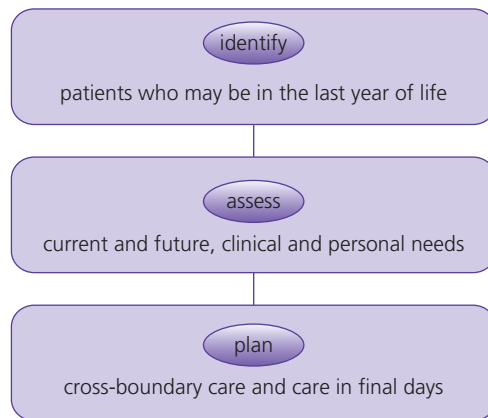 identify
patients who may be in the last year of life
assess
current and future, clinical and personal needs
plan
cross-boundary care and care in final days